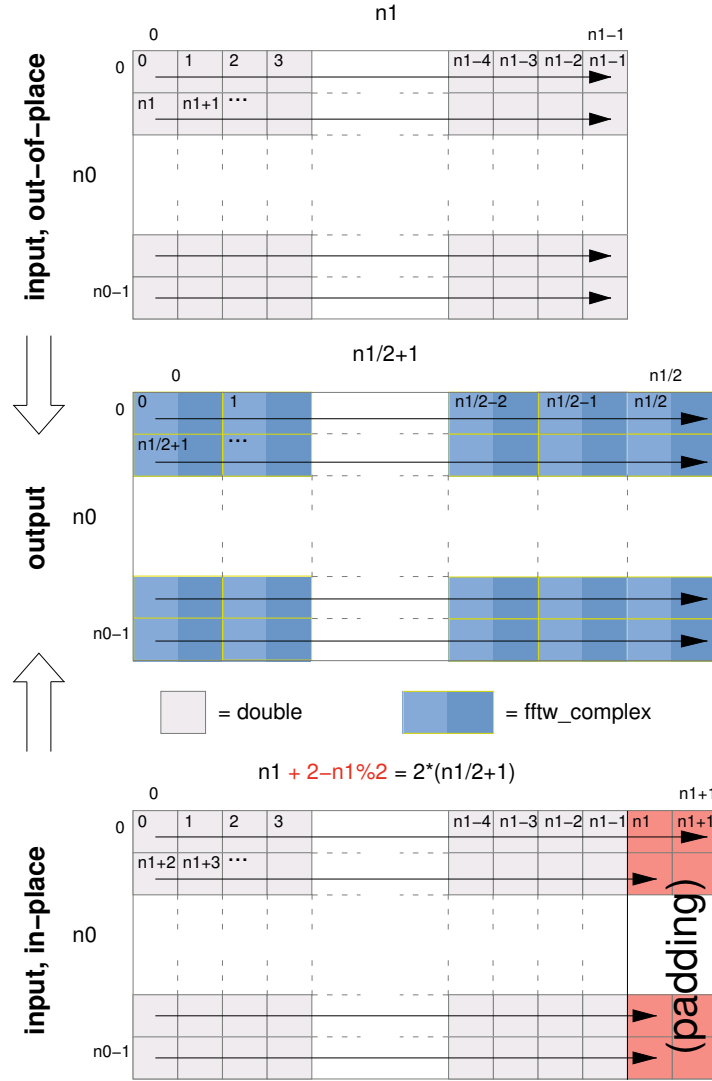 n1
0 n1−1
0 0 1 2 3 n1−4 n1−3 n1−2 n1−1
n1 n1+1 ...
input, out−of−place
n0
n0−1
n1/2+1
0 n1/2
0 0 1 n1/2−2 n1/2−1 n1/2
n1/2+1 ...
output
n0
n0−1
= double = fftw_complex
n1 + 2−n1%2 = 2*(n1/2+1)
0 n1+1
0 0 1 2 3 n1−4 n1−3 n1−2 n1−1 n1 n1+1
n1+2 n1+3 ...
input, in−place
n0
(padding)
n0−1